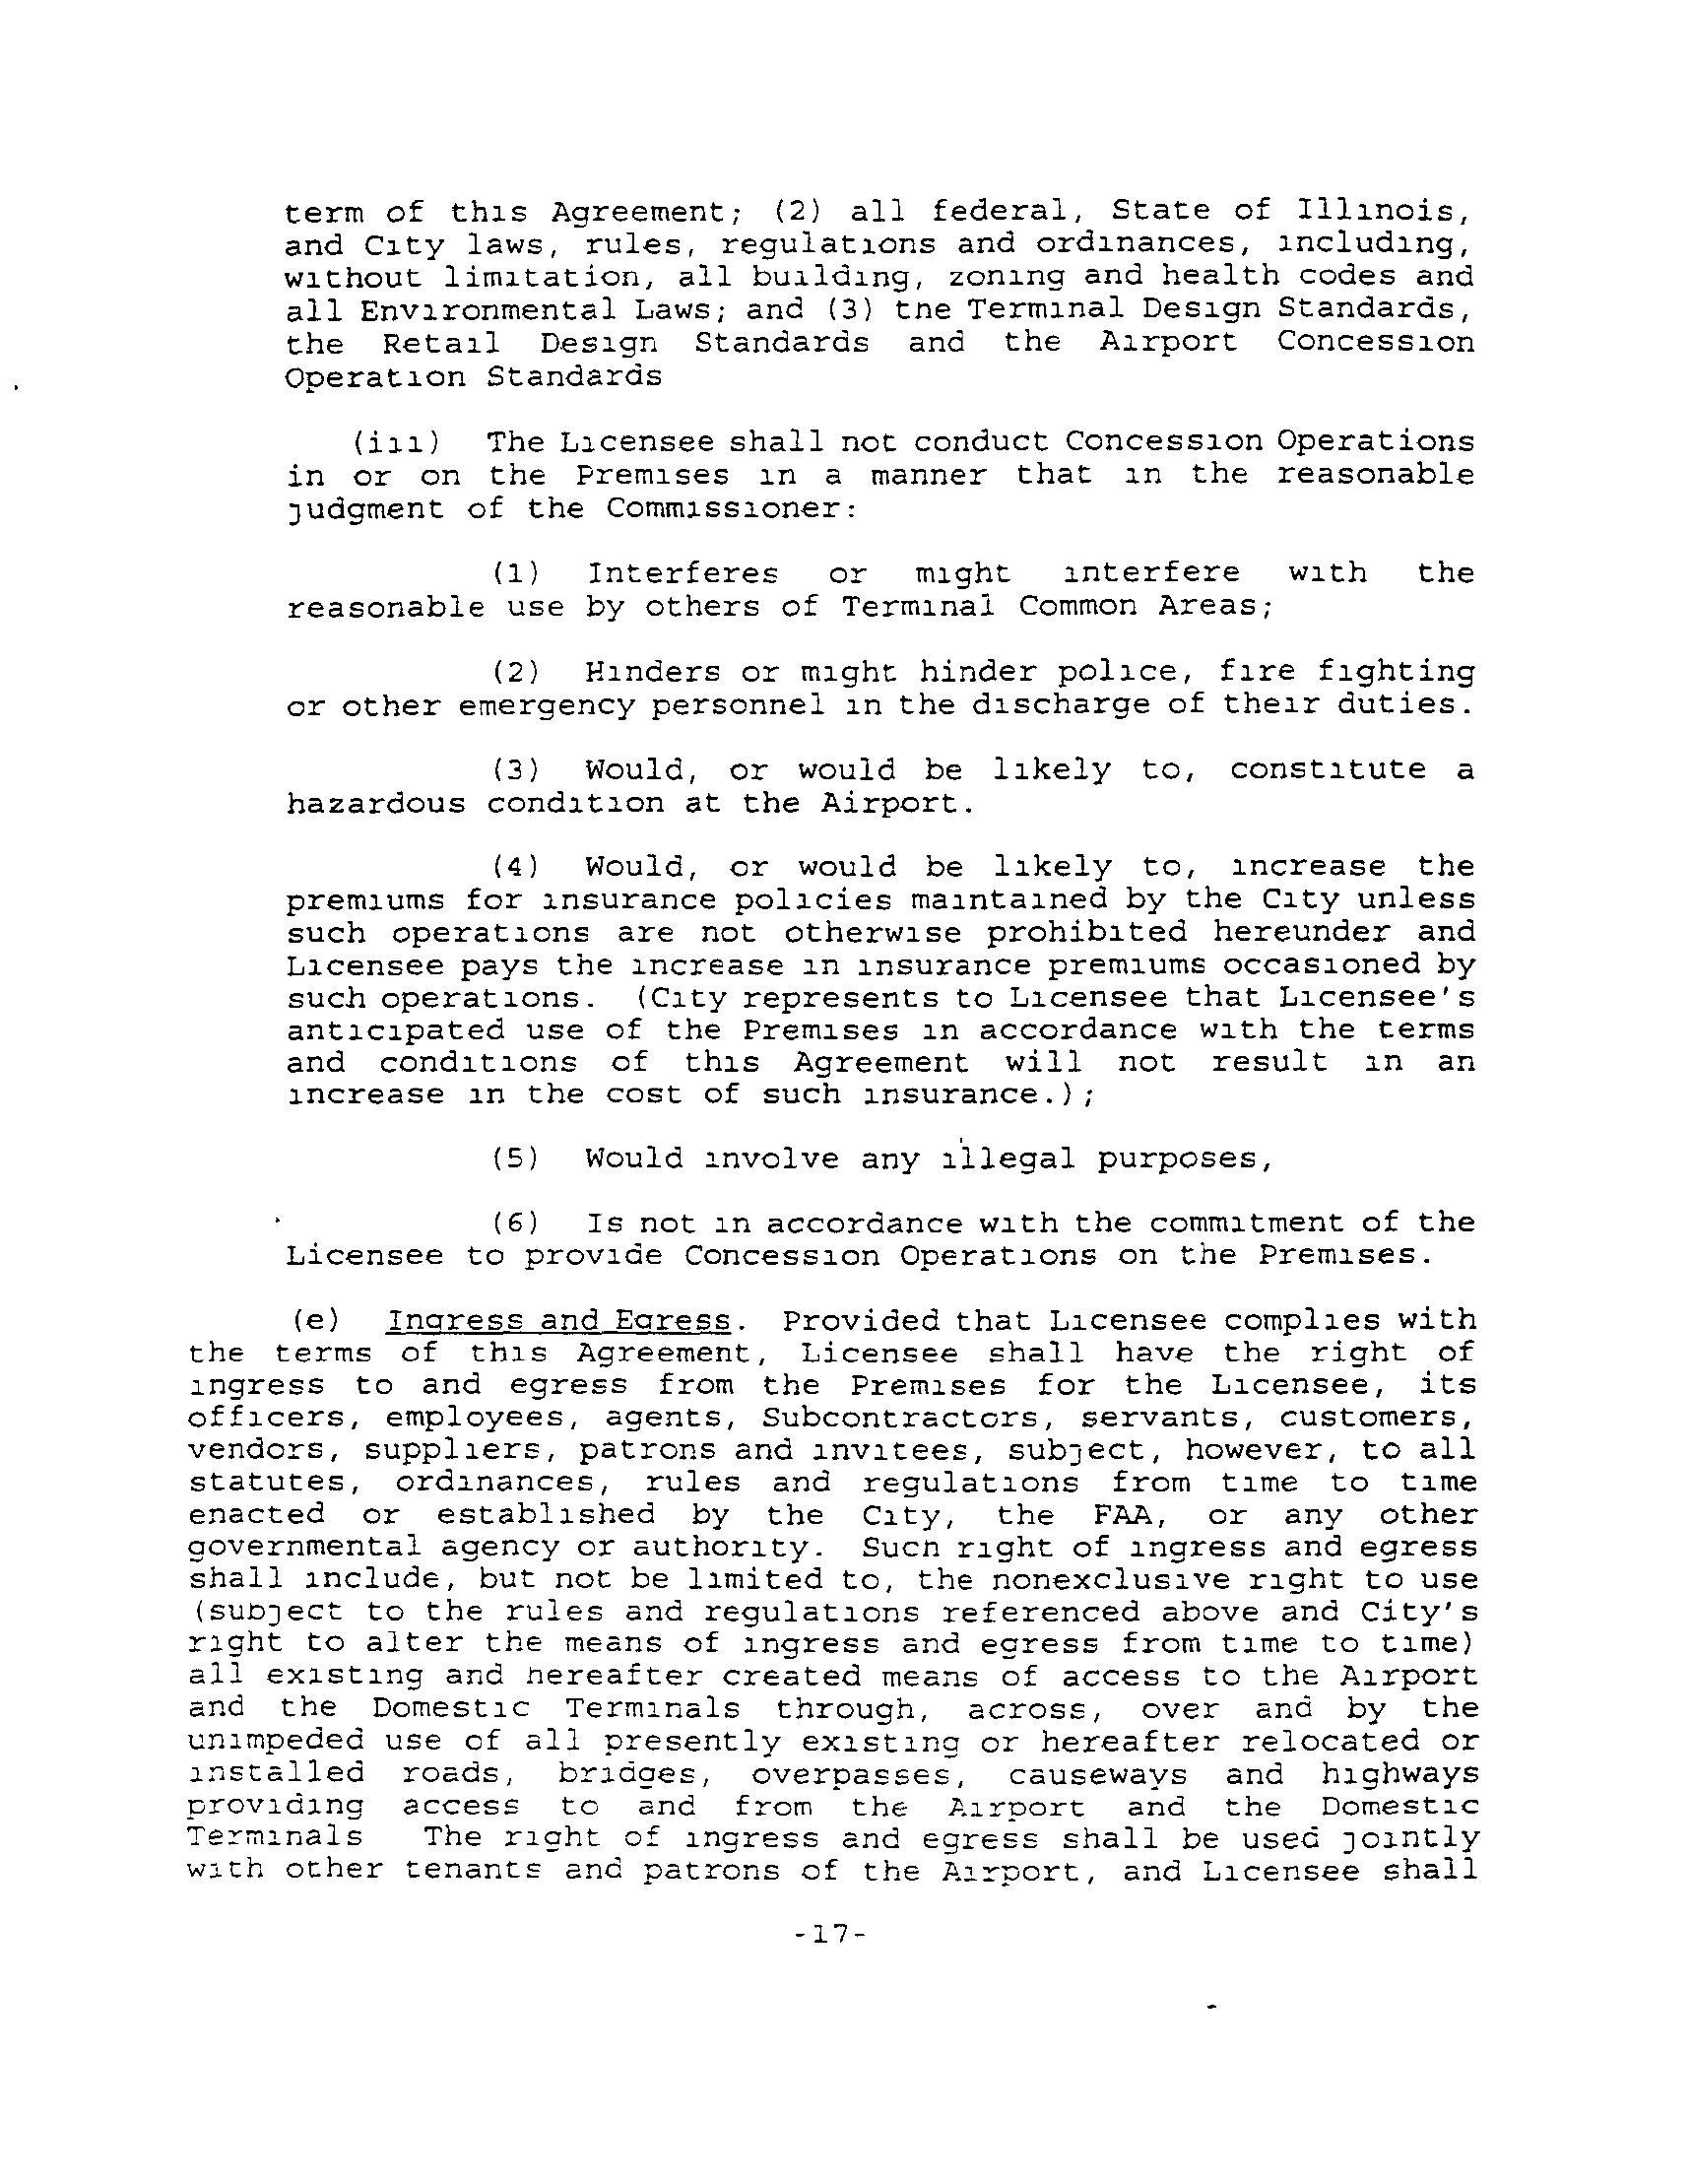 term of this Agreement; (2) all federal, State of Illinois,
and City laws, rules, regulations and ordinances, including,
without limitation, all building, zoning and health codes and
all Environmental Laws; and (3) the Terminal Design Standards,
the Retail Design Standards and the Airport Concession
Operation Standards
(iii) The Licensee shall not conduct Concession Operations
in or on the Premises in a manner that in the reasonable
judgment of the Commissioner:
(1) Interferes or might interfere with the
reasonable use by others of Terminal Common Areas;
(2) Hinders or might hinder police, fire fighting
or other emergency personnel in the discharge of their duties.
(3) Would, or would be likely to, constitute a
hazardous condition at the Airport.
(4) Would, or would be likely to, increase the
premiums for insurance policies maintained by the City unless
such operations are not otherwise prohibited hereunder and
Licensee pays the increase in insurance premiums occasioned by
such operations. (City represents to Licensee that Licensee's
anticipated use of the Premises in accordance with the terms
and conditions of this Agreement will not result in an
increase in the cost of such insurance.);
(5) Would involve any illegal purposes,
(6) Is not in accordance with the commitment of the
Licensee to provide Concession Operations on the Premises.
(e) Ingress and Egress. Provided that Licensee complies with
the terms of this Agreement, Licensee shall have the right of
ingress to and egress from the Premises for the Licensee, its
officers, employees, agents, Subcontractors, servants, customers,
vendors, suppliers, patrons and invitees, subject, however, to all
statutes, ordinances, rules and regulations from time to time
enacted or established by the City, the FAA, or any other
governmental agency or authority. Such right of ingress and egress
shall include, but not be limited to, the nonexclusive right to use
(subject to the rules and regulations referenced above and City's
right to alter the means of ingress and egress from time to time)
all existing and hereafter created means of access to the Airport
and the Domestic Terminals through, across, over and by the
unimpeded use of all presently existing or hereafter relocated or
installed roads, bridges, overpasses, causeways and highways
providing access to and from the Airport and the Domestic
Terminals The right of ingress and egress shall be used jointly
with other tenants and patrons of the Airport, and Licensee shall
-17-